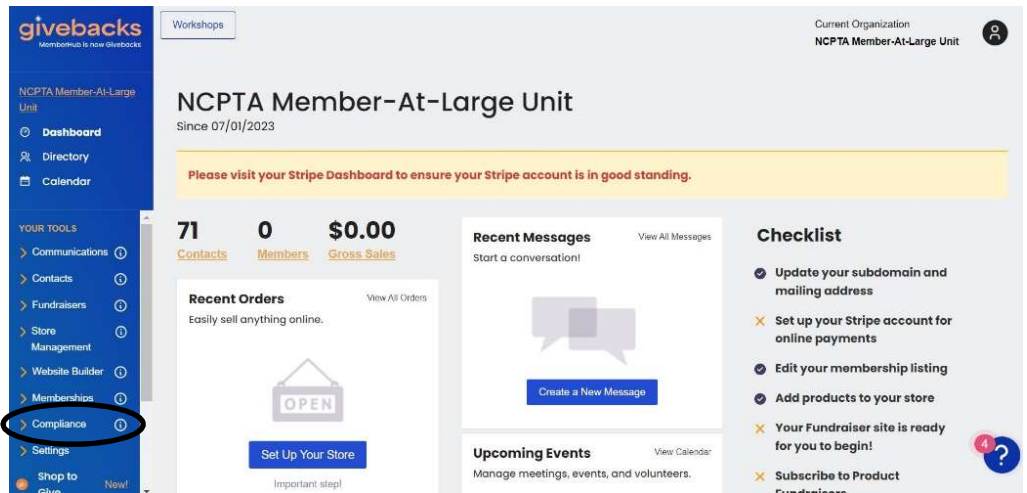 givebacks
MemberHub is now Givebacks
NCPTA Member-At-Large
Unit
Dashboard
Directory
Calendar
YOUR TOOLS
Communications
Contacts
Fundraisers
Store
Management
Website Builder
Memberships
Compliance
Settings
Shop to
Give
New!
Workshops
Current Organization
NCPTA Member-At-Large Unit
NCPTA Member-At-Large Unit
Since 07/01/2023
Please visit your Stripe Dashboard to ensure your Stripe account is in good standing.
71
Contacts
0
Members
$0.00
Gross Sales
Recent Orders
View All Orders
Easily sell anything online.
OPEN
Set Up Your Store
Important step!
Recent Messages
View All Messages
Start a conversation!
Create a New Message
Upcoming Events
View Calendar
Manage meetings, events, and volunteers.
Checklist
Update your subdomain and
mailing address
Set up your Stripe account for
online payments
Edit your membership listing
Add products to your store
Your Fundraiser site is ready
for you to begin!
Subscribe to Product
Fundraisers
4
?